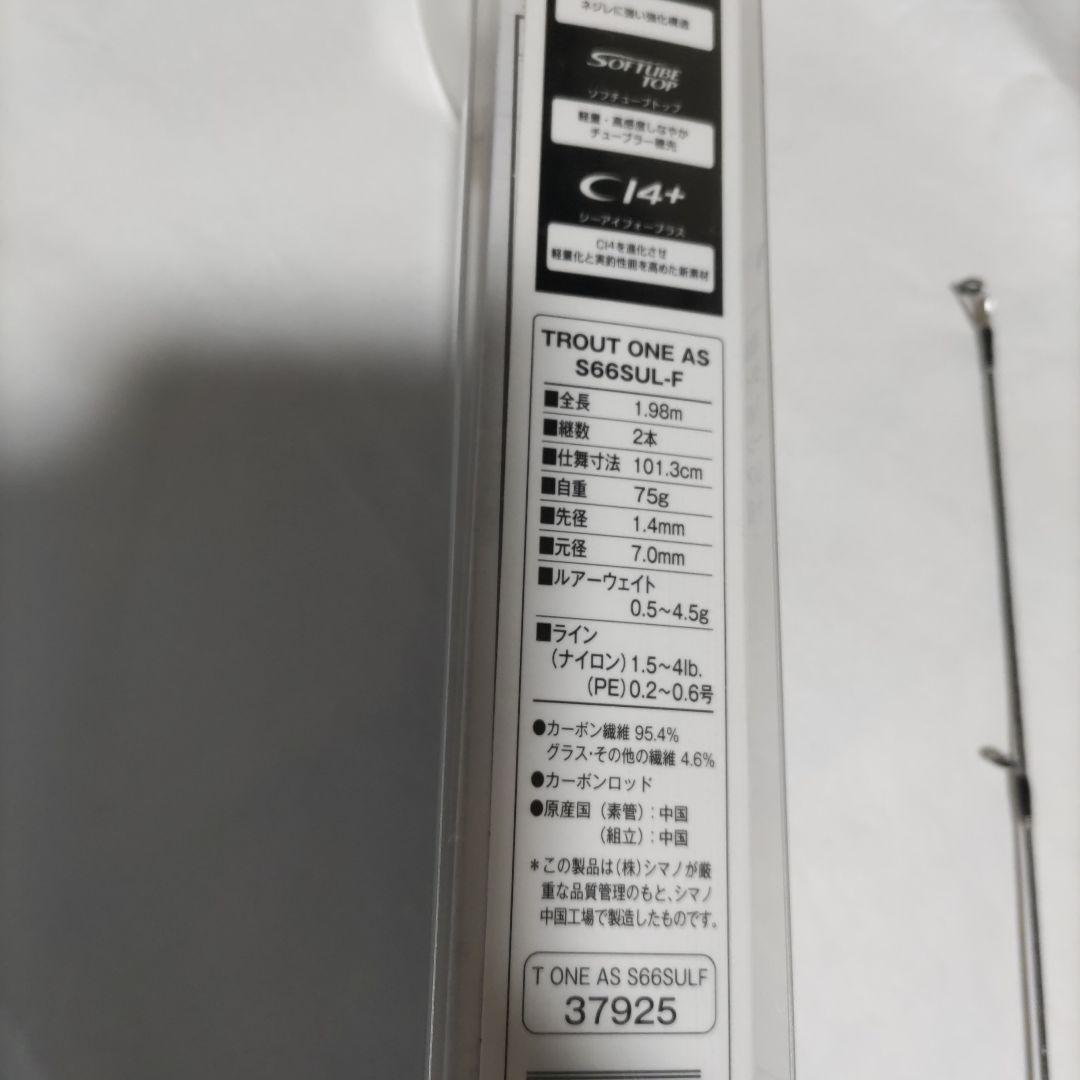 ネジレに強い強化構造
SOFTUBE
TOP
ソフチューブトップ
軽量・高感度しなやか
チューブラー穂先
CI4+
シーアイフォープラス
CI4を進化させ
軽量化と実釣性能を高めた新素材
TROUT ONE AS
S66SUL-F
■全長 1.98m
■継数 2本
■仕舞寸法 101.3cm
■自重 75g
■先径 1.4mm
■元径 7.0mm
■ルアーウェイト
0.5~4.5g
■ライン
(ナイロン)1.5~4lb.
(PE)0.2~0.6号
●カーボン繊維 95.4%
グラス・その他の繊維 4.6%
●カーボンロッド
●原産国(素管):中国
(組立):中国
*この製品は(株)シマノが厳
重な品質管理のもと、シマノ
中国工場で製造したものです。
T ONE AS S66SULF
37925